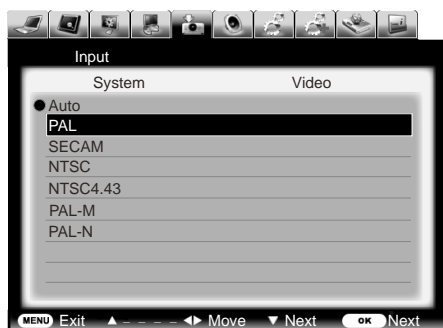 Input
System Video
Auto
PAL
SECAM
NTSC
NTSC4.43
PAL-M
PAL-N
MENU Exit ▲ – – – – ◀▶ Move ▼ Next OK Next